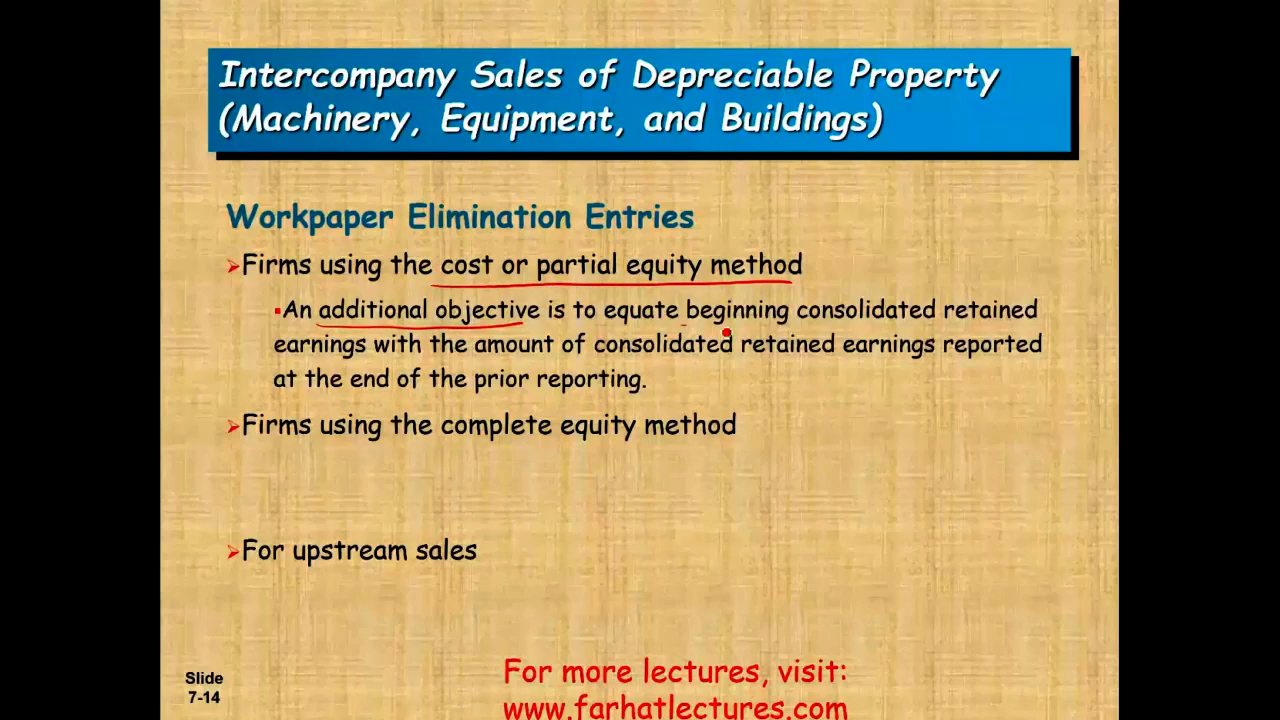 Intercompany Sales of Depreciable Property
(Machinery, Equipment, and Buildings)
Workpaper Elimination Entries
Firms using the cost or partial equity method
An additional objective is to equate beginning consolidated retained
earnings with the amount of consolidated retained earnings reported
at the end of the prior reporting.
Firms using the complete equity method
For upstream sales
Slide
7-14
For more lectures, visit:
www.farhatlectures.com